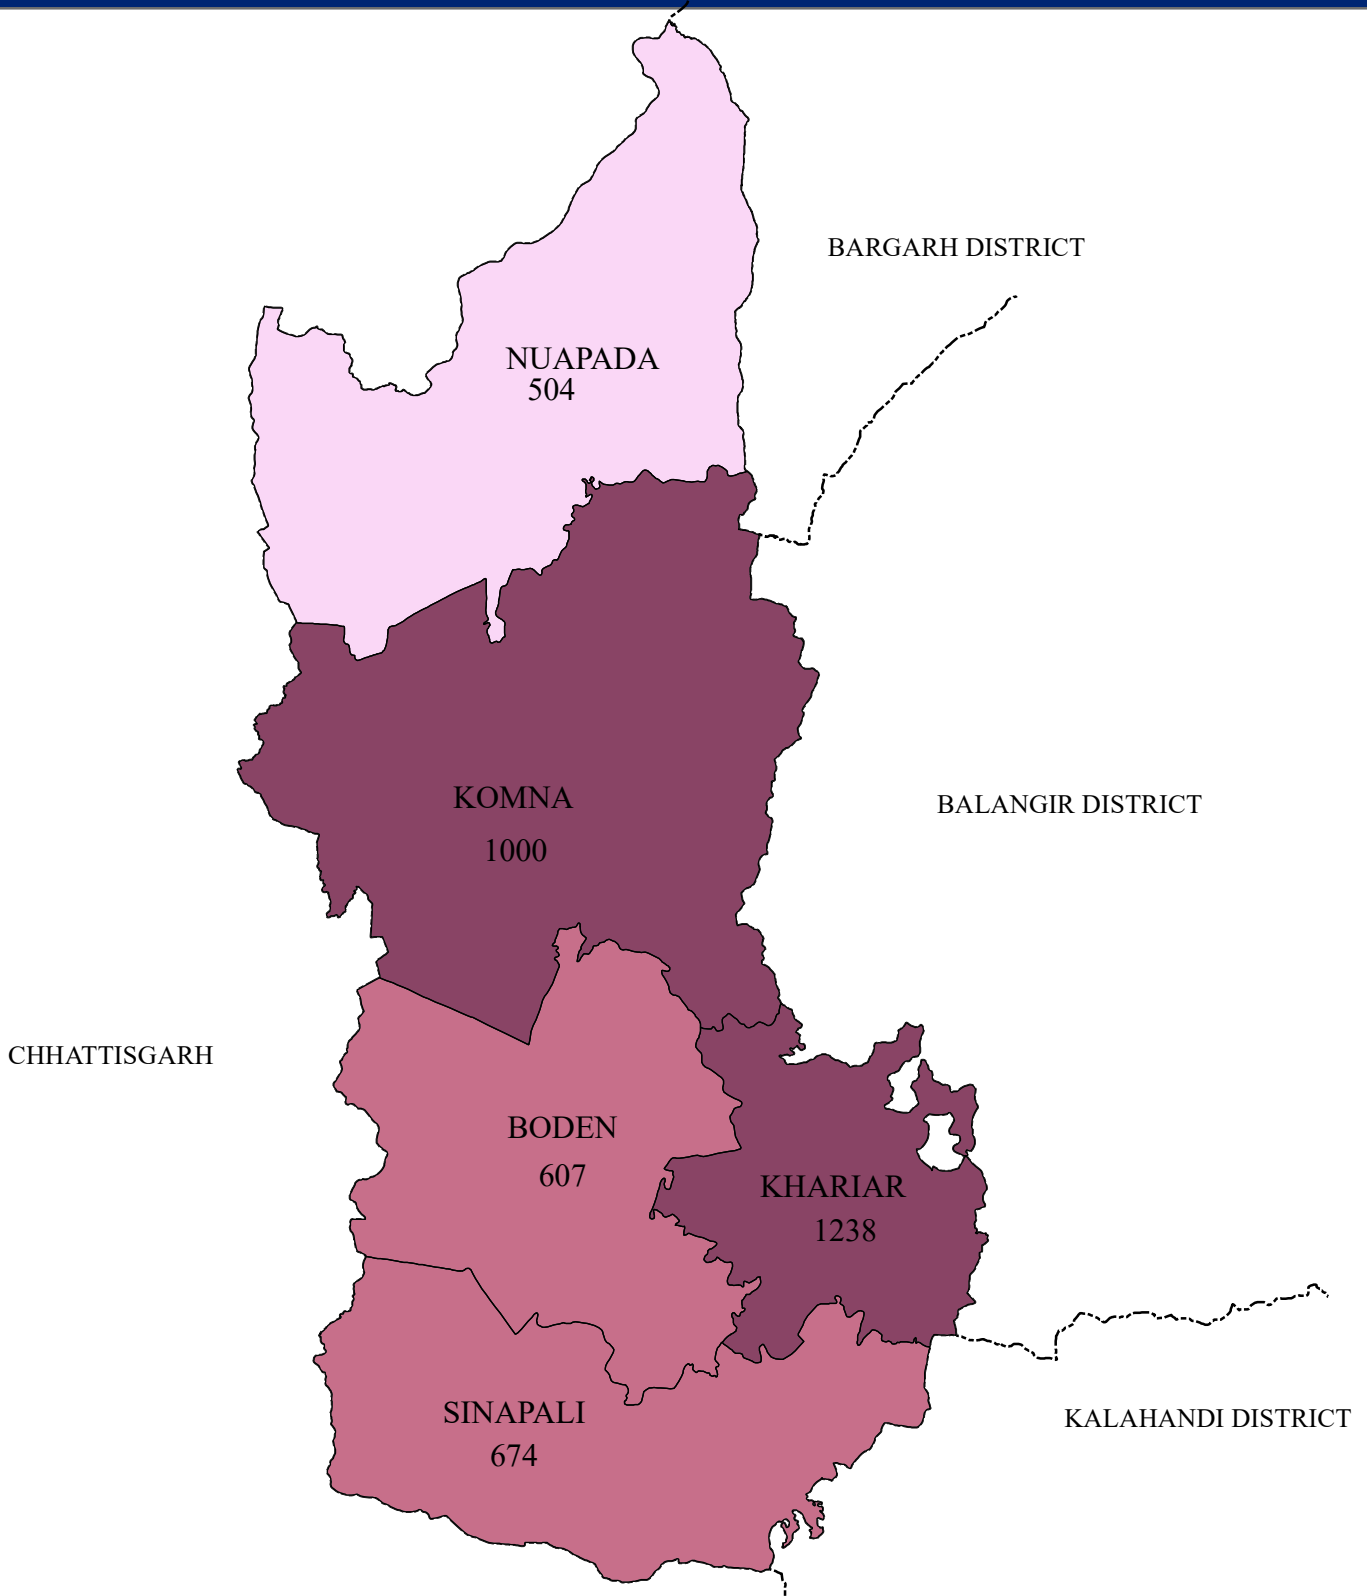 BARGARH DISTRICT
NUAPADA
504
KOMNA
1000
BALANGIR DISTRICT
CHHATTISGARH
BODEN
607
KHARIAR
1238
SINAPALI
674
KALAHANDI DISTRICT